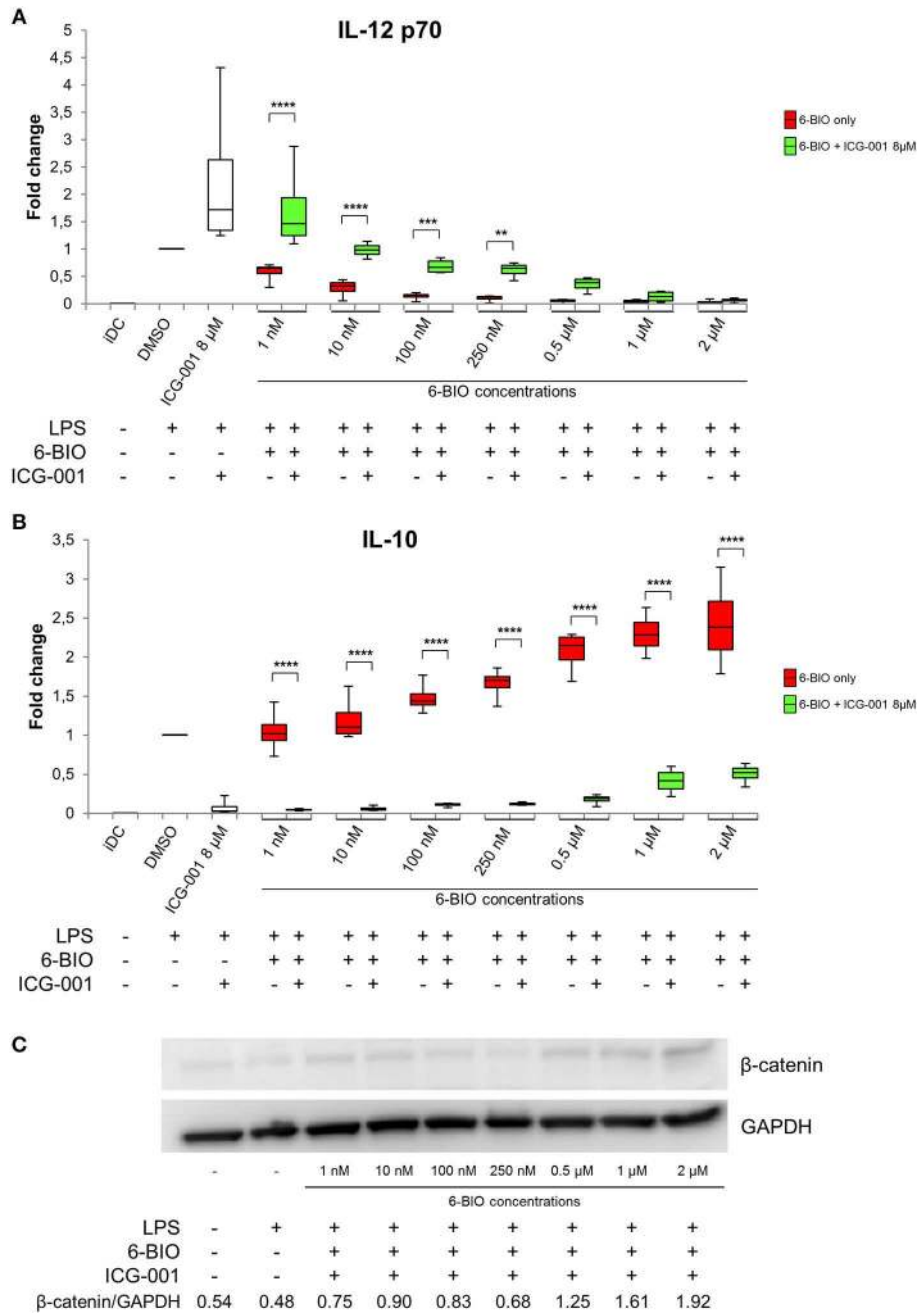 A
IL-12 p70
Fold change
5
4,5
4
3,5
3
2,5
2
1,5
1
0,5
0
****
****
***
**
6-BIO only
6-BIO + ICG-001 8µM
iDC
DMSO
ICG-001 8 µM
1 nM
10 nM
100 nM
250 nM
0.5 µM
1 µM
2 µM
6-BIO concentrations
LPS - + + + + + + + + + + + + + + + +
6-BIO - - - + + + + + + + + + + + + + +
ICG-001 - - + - + - + - + - + - + - + - +
B
IL-10
Fold change
3,5
3
2,5
2
1,5
1
0,5
0
****
****
****
****
****
****
****
6-BIO only
6-BIO + ICG-001 8µM
iDC
DMSO
ICG-001 8 µM
1 nM
10 nM
100 nM
250 nM
0.5 µM
1 µM
2 µM
6-BIO concentrations
LPS - + + + + + + + + + + + + + + + +
6-BIO - - - + + + + + + + + + + + + + +
ICG-001 - - + - + - + - + - + - + - + - +
C
β-catenin
GAPDH
- - 1 nM 10 nM 100 nM 250 nM 0.5 µM 1 µM 2 µM
6-BIO concentrations
LPS - + + + + + + + +
6-BIO - - + + + + + + +
ICG-001 - - + + + + + + +
β-catenin/GAPDH 0.54 0.48 0.75 0.90 0.83 0.68 1.25 1.61 1.92